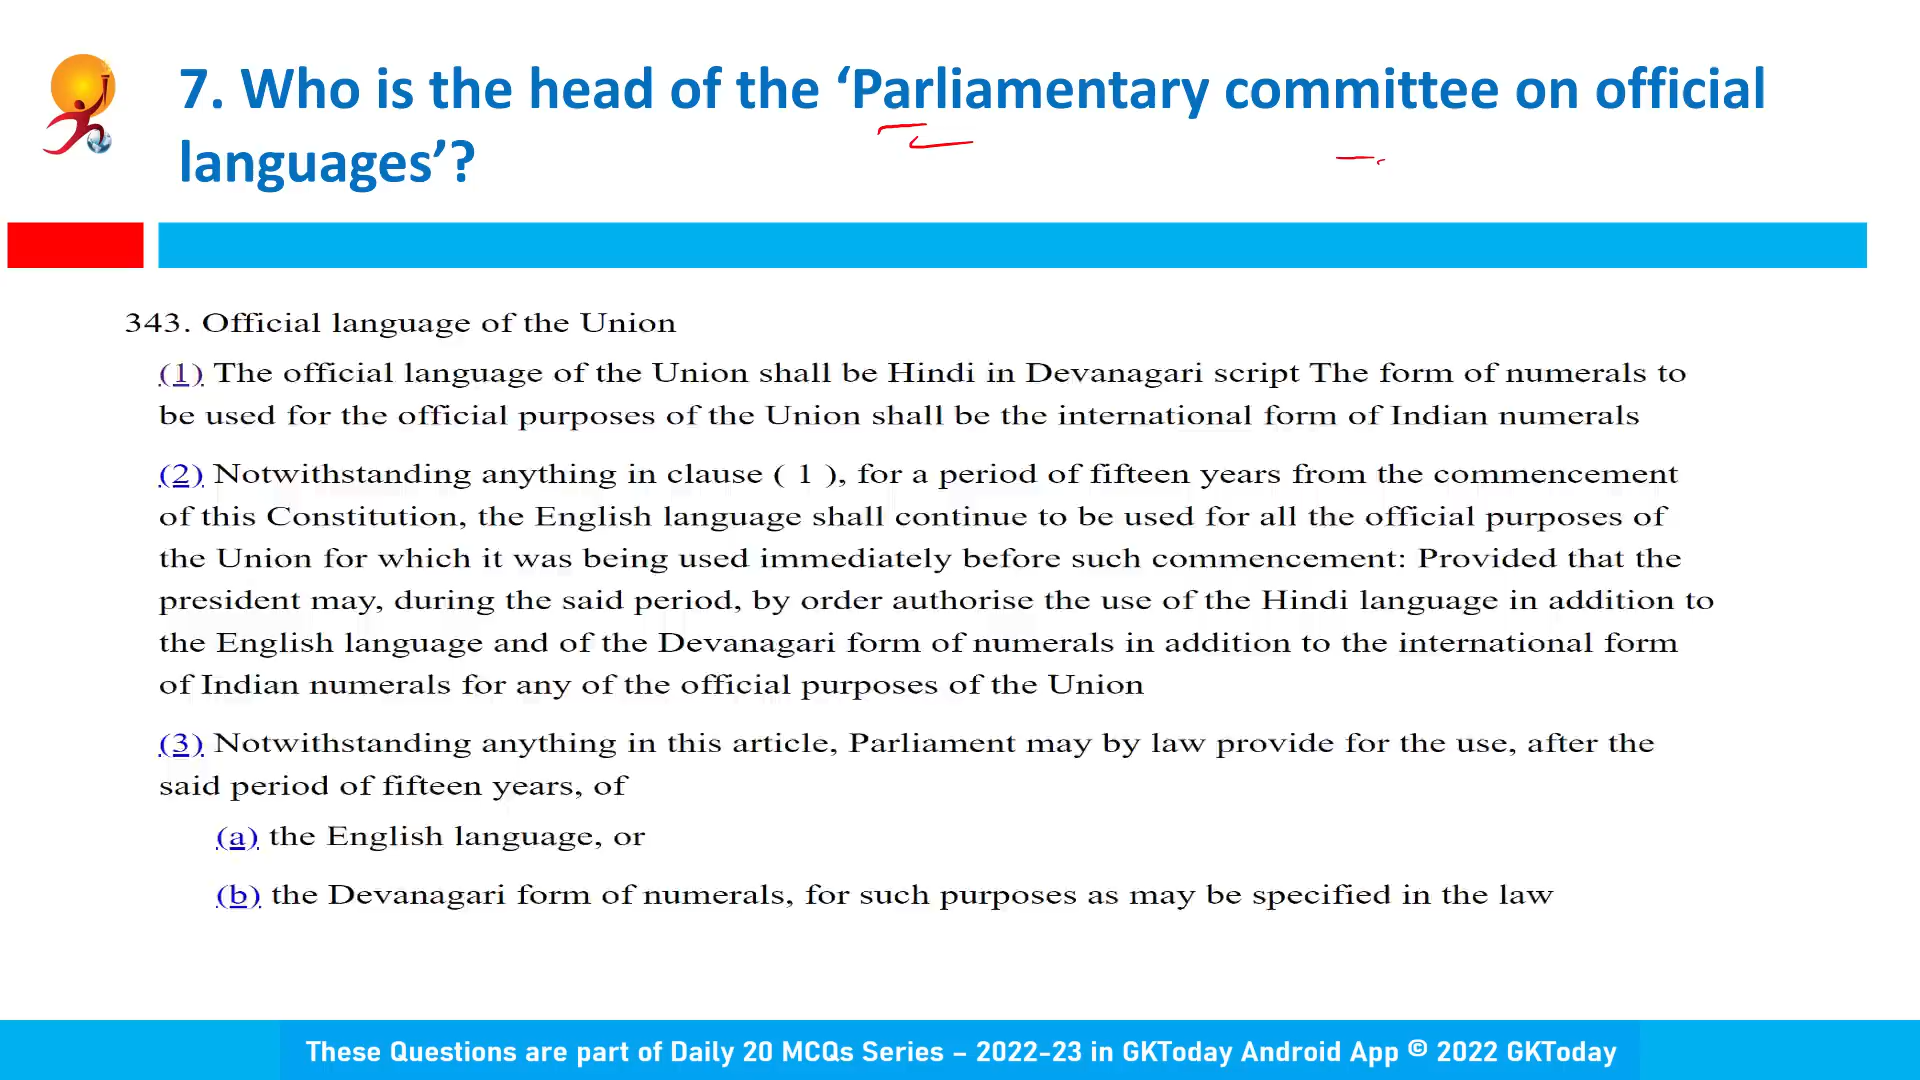 7. Who is the head of the ‘Parliamentary committee on official
languages’?
343. Official language of the Union
(1) The official language of the Union shall be Hindi in Devanagari script The form of numerals to
be used for the official purposes of the Union shall be the international form of Indian numerals
(2) Notwithstanding anything in clause ( 1 ), for a period of fifteen years from the commencement
of this Constitution, the English language shall continue to be used for all the official purposes of
the Union for which it was being used immediately before such commencement: Provided that the
president may, during the said period, by order authorise the use of the Hindi language in addition to
the English language and of the Devanagari form of numerals in addition to the international form
of Indian numerals for any of the official purposes of the Union
(3) Notwithstanding anything in this article, Parliament may by law provide for the use, after the
said period of fifteen years, of
(a) the English language, or
(b) the Devanagari form of numerals, for such purposes as may be specified in the law
These Questions are part of Daily 20 MCQs Series – 2022-23 in GKToday Android App © 2022 GKToday